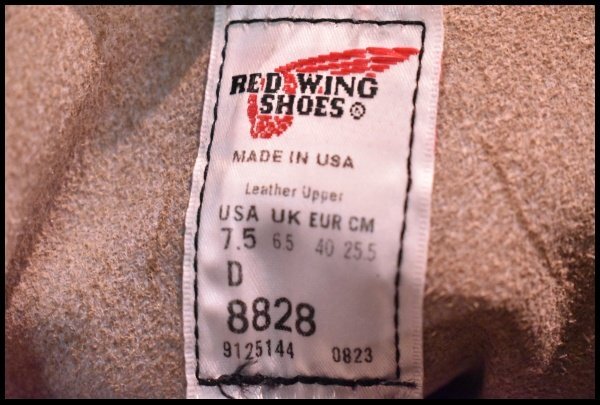 RED WING
SHOES®
MADE IN USA
Leather Upper
USA UK EUR CM
7.5 6.5 40 25.5
D
8828
9125144 0823